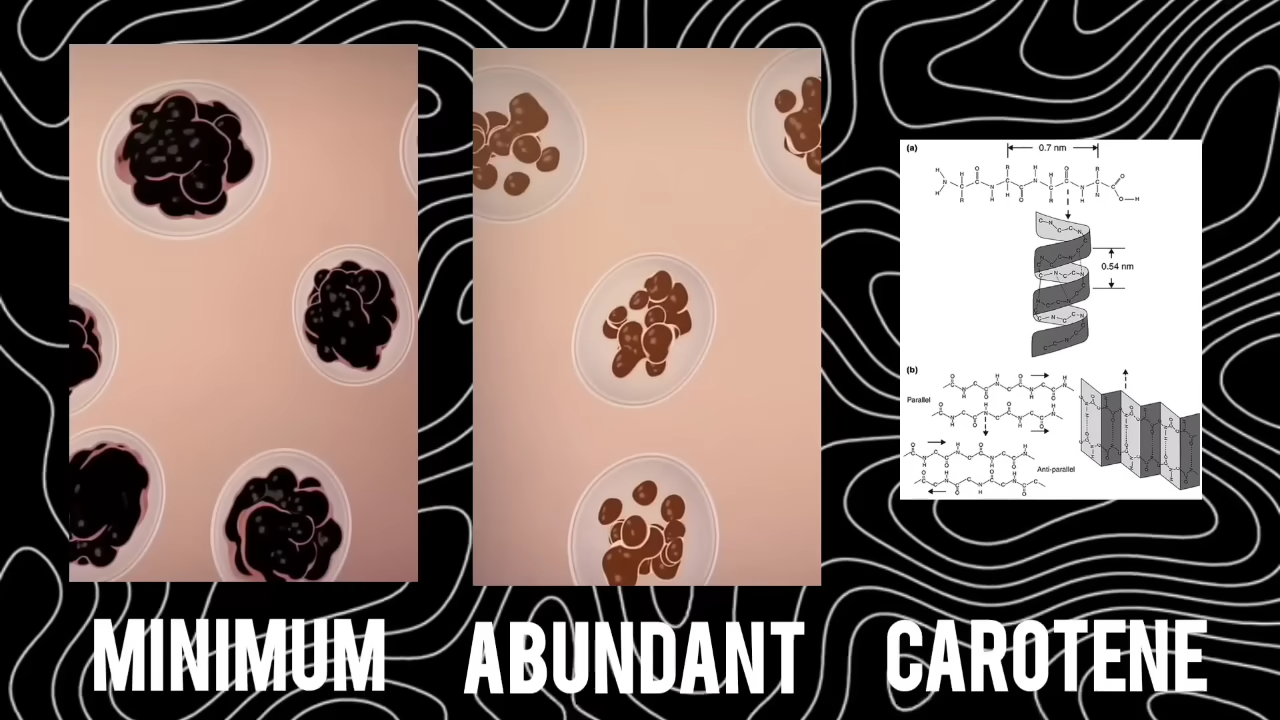 MINIMUM
ABUNDANT
CAROTENE
(a)
0.7 nm
0.54 nm
(b)
Parallel
Anti-parallel